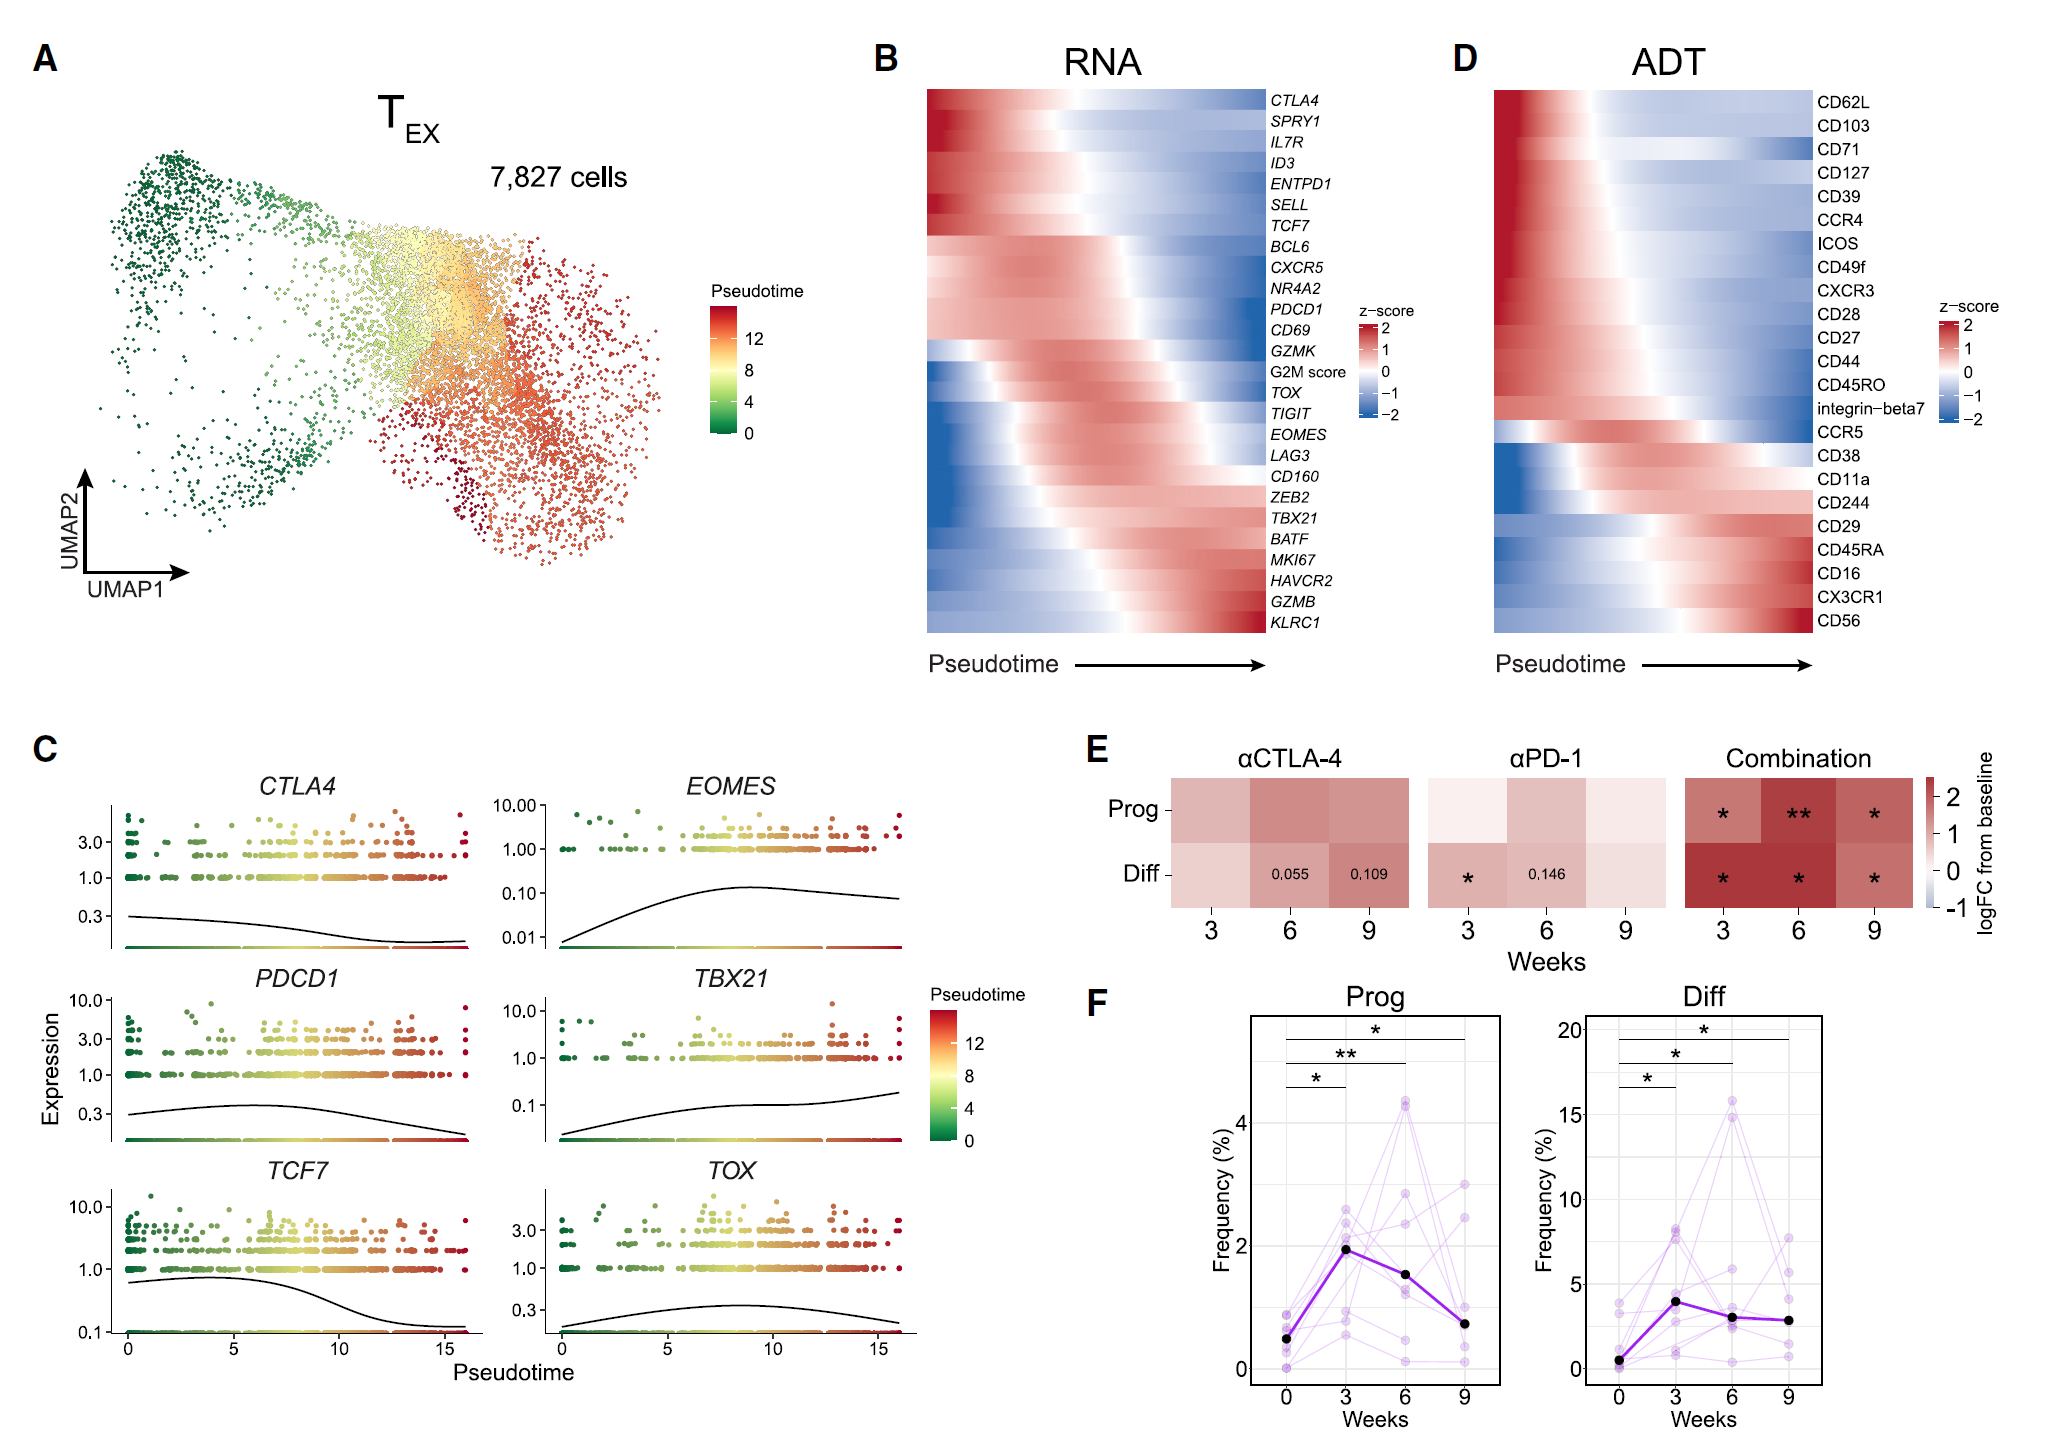 A
T EX
7,827 cells
Pseudotime
12
8
4
0
UMAP2
UMAP1
B
RNA
CTLA4
SPRY1
IL7R
ID3
ENTPD1
SELL
TCF7
BCL6
CXCR5
NR4A2
PDCD1
CD69
GZMK
G2M score
TOX
TIGIT
EOMES
LAG3
CD160
ZEB2
TBX21
BATF
MKI67
HAVCR2
GZMB
KLRC1
z-score
2
1
0
-1
-2
Pseudotime
D
ADT
CD62L
CD103
CD71
CD127
CD39
CCR4
ICOS
CD49f
CXCR3
CD28
CD27
CD44
CD45RO
integrin-beta7
CCR5
CD38
CD11a
CD244
CD29
CD45RA
CD16
CX3CR1
CD56
z-score
2
1
0
-1
-2
Pseudotime
C
CTLA4
3.0
1.0
0.3
EOMES
10.00
1.00
0.10
0.01
PDCD1
10.0
3.0
1.0
0.3
TBX21
10.0
1.0
0.1
TCF7
10.0
1.0
0.1
0 5 10 15
TOX
3.0
1.0
0.3
0 5 10 15
Expression
Pseudotime
Pseudotime
12
8
4
0
E
αCTLA-4 αPD-1 Combination
Prog * ** *
Diff 0,055 0,109 * 0,146 * * *
3 6 9 3 6 9 3 6 9
Weeks
2
1
0
-1
logFC from baseline
F
Prog
*
**
*
4
2
0
Frequency (%)
0 3 6 9
Weeks
Diff
*
*
*
20
15
10
5
0
Frequency (%)
0 3 6 9
Weeks